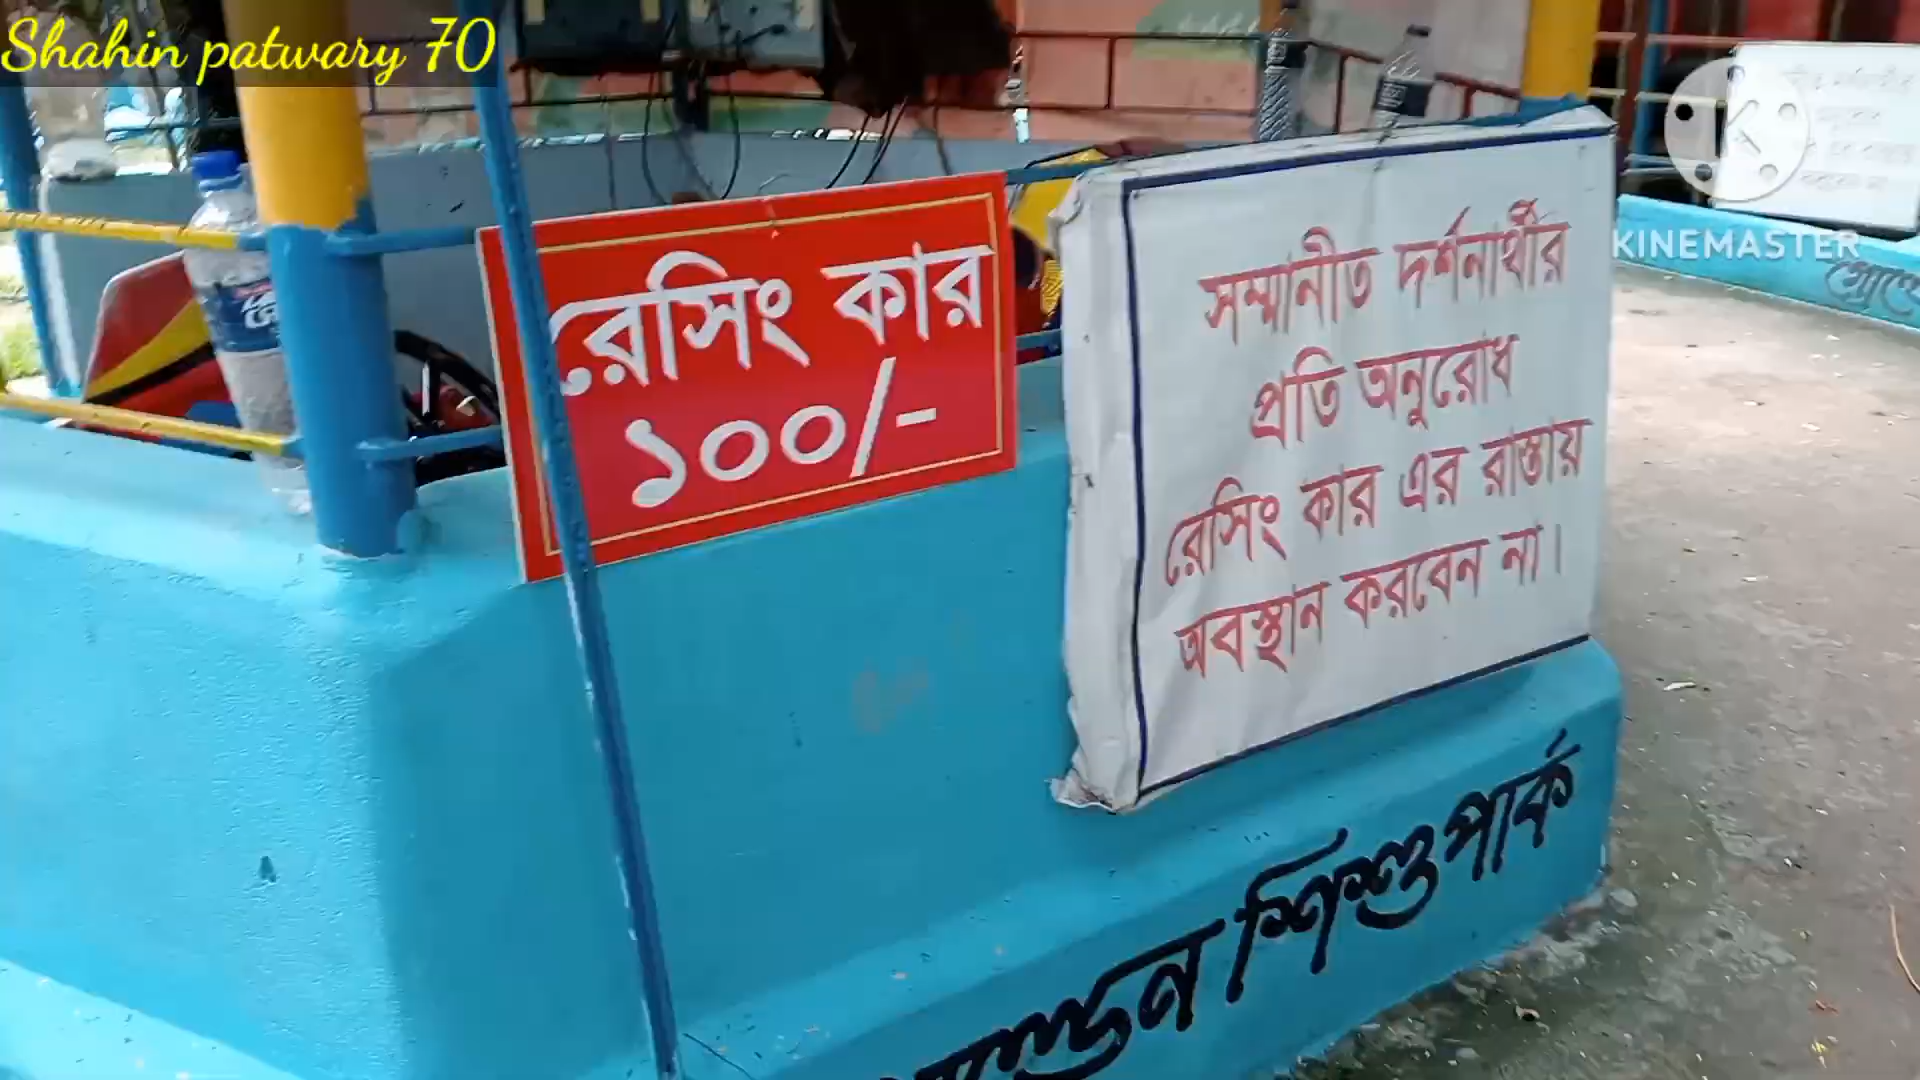 Shahin patwary 70
KINEMASTER
রেসিং কার
১০০/-
সম্মানীত দর্শনার্থীর
প্রতি অনুরোধ
রেসিং কার এর রাস্তায়
অবস্থান করবেন না।
শিশু পার্ক